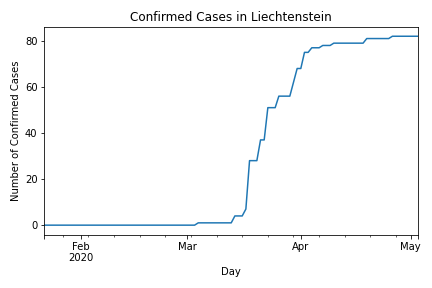 Confirmed Cases in Liechtenstein
Number of Confirmed Cases
80
60
40
20
0
Feb Mar Apr May
2020
Day